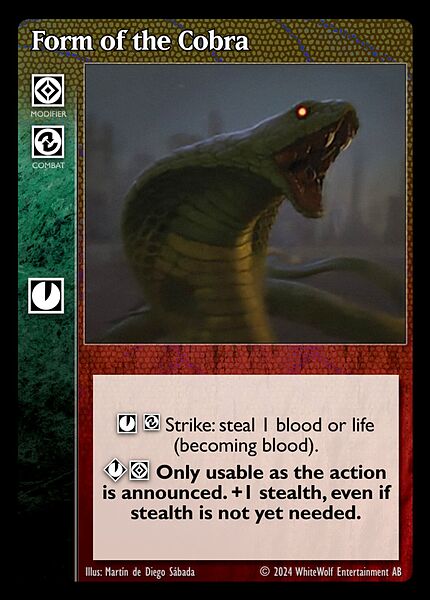 Form of the Cobra
MODIFIER
COMBAT
Strike: steal 1 blood or life
(becoming blood).
Only usable as the action
is announced. +1 stealth, even if
stealth is not yet needed.
Illus: Martín de Diego Sábada
© 2024 WhiteWolf Entertainment AB